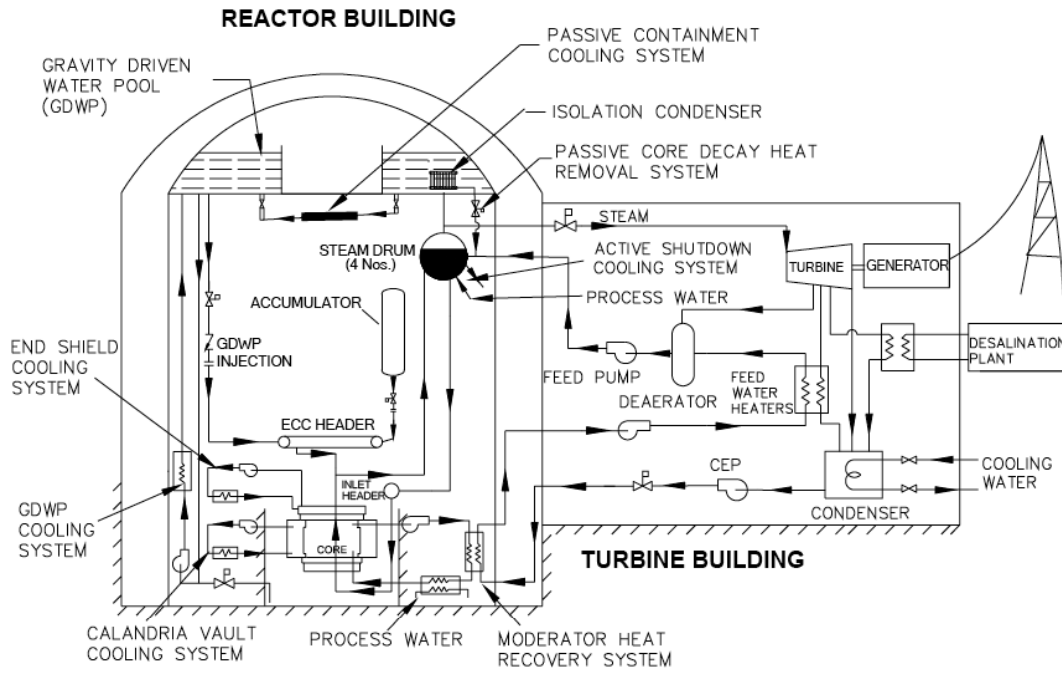 REACTOR BUILDING
PASSIVE CONTAINMENT
COOLING SYSTEM
GRAVITY DRIVEN
WATER POOL
(GDWP)
ISOLATION CONDENSER
PASSIVE CORE DECAY HEAT
REMOVAL SYSTEM
STEAM
STEAM DRUM
(4 Nos.)
ACTIVE SHUTDOWN
COOLING SYSTEM
TURBINE
GENERATOR
PROCESS WATER
ACCUMULATOR
GDWP
INJECTION
END SHIELD
COOLING
SYSTEM
FEED PUMP
DEAERATOR
FEED
WATER
HEATERS
DESALINATION
PLANT
ECC HEADER
INLET
HEADER
CEP
COOLING
WATER
CONDENSER
GDWP
COOLING
SYSTEM
CORE
TURBINE BUILDING
CALANDRIA VAULT
COOLING SYSTEM
PROCESS WATER
MODERATOR HEAT
RECOVERY SYSTEM